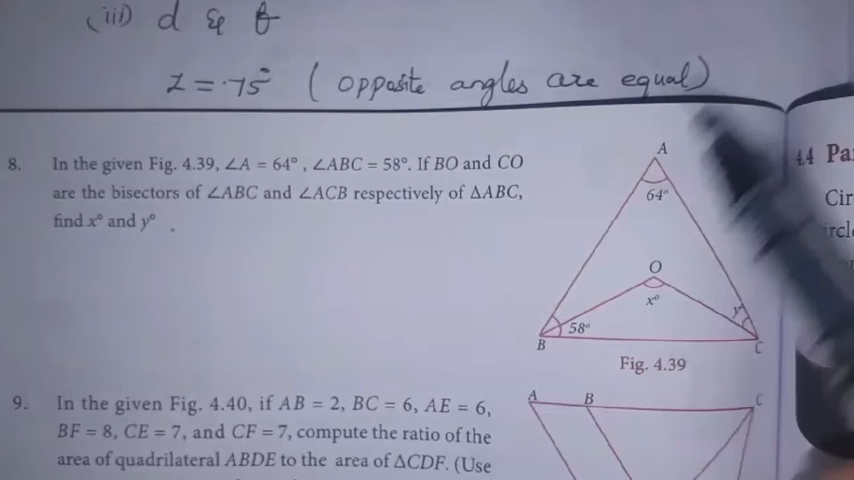 (iii) d & f
z = 75° (opposite angles are equal)
8. In the given Fig. 4.39, ∠A = 64° , ∠ABC = 58°. If BO and CO
are the bisectors of ∠ABC and ∠ACB respectively of ΔABC,
find x° and y°
A
64°
O
x°
y°
58°
B
C
Fig. 4.39
4.4 Pa
Cir
ircle
9. In the given Fig. 4.40, if AB = 2, BC = 6, AE = 6,
BF = 8, CE = 7, and CF = 7, compute the ratio of the
area of quadrilateral ABDE to the area of ΔCDF. (Use
A B C